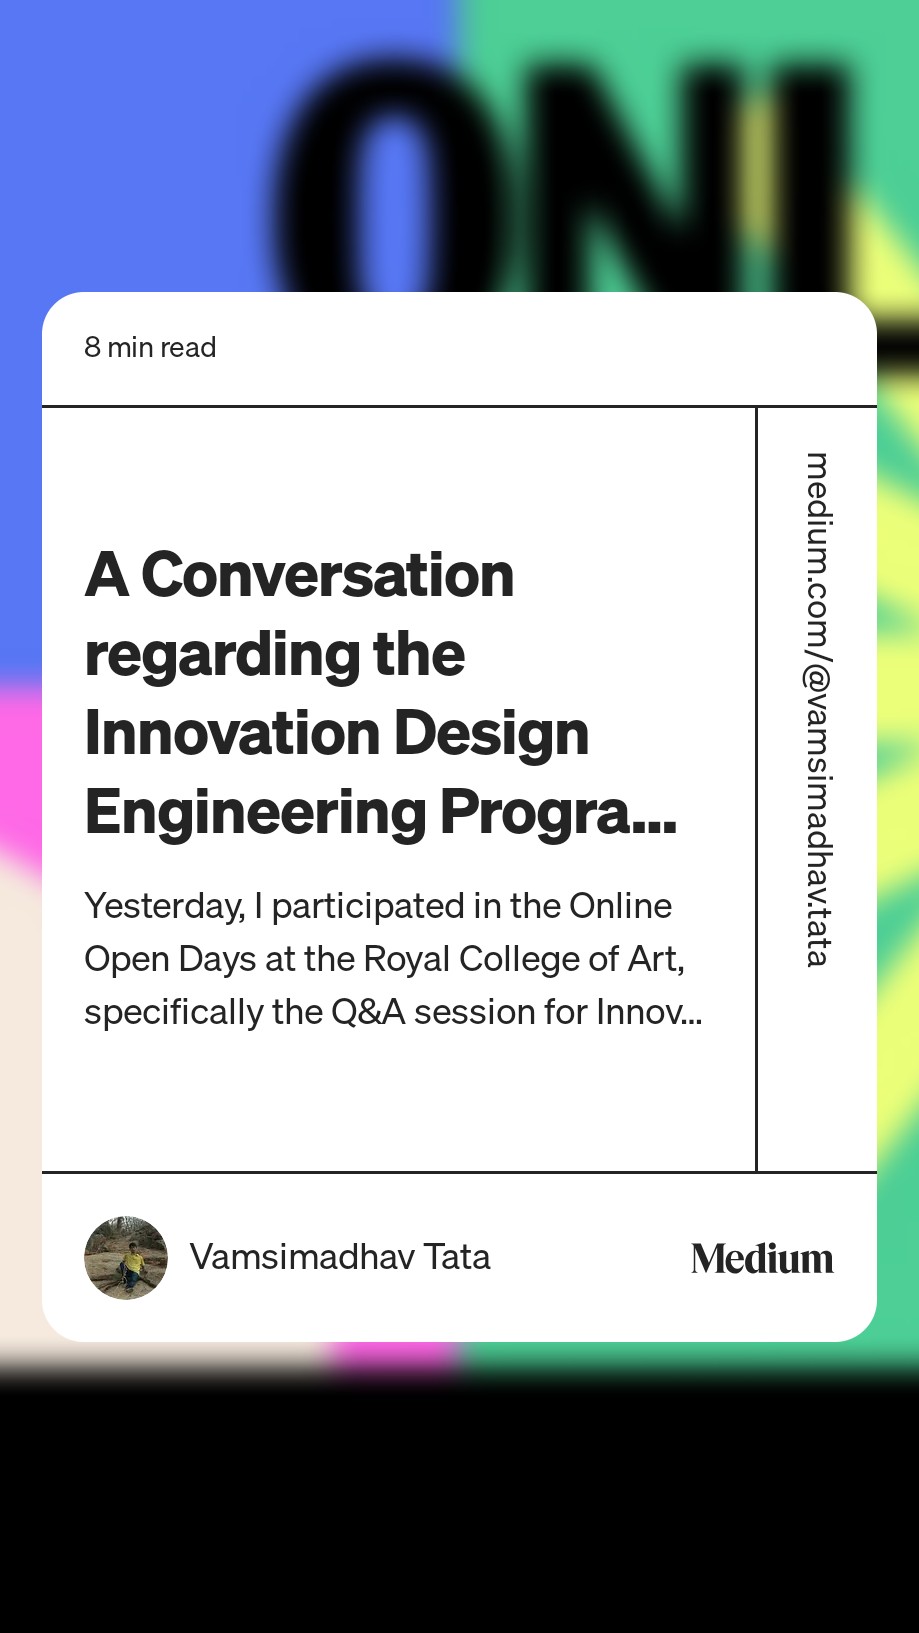 ONL
8 min read
A Conversation
regarding the
Innovation Design
Engineering Progra...
Yesterday, I participated in the Online
Open Days at the Royal College of Art,
specifically the Q&A session for Innov...
medium.com/@vamsimadhav.tata
Vamsimadhav Tata
Medium